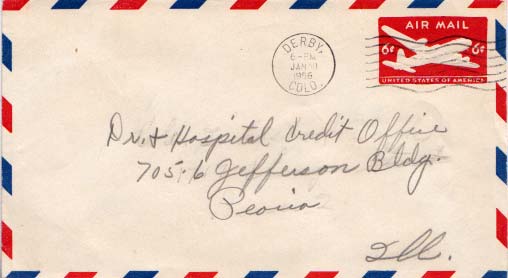 AIR MAIL
6¢ 6¢
UNITED STATES OF AMERICA
DERBY,
6-PM
JAN
1956
COLO.
Dr. & Hospital Credit Office
705-6 Jefferson Bldg.
Peoria
Ill.